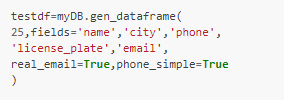 testdf=myDB.gen_dataframe(
25,fields='name','city','phone',
'license_plate','email',
real_email=True,phone_simple=True
)